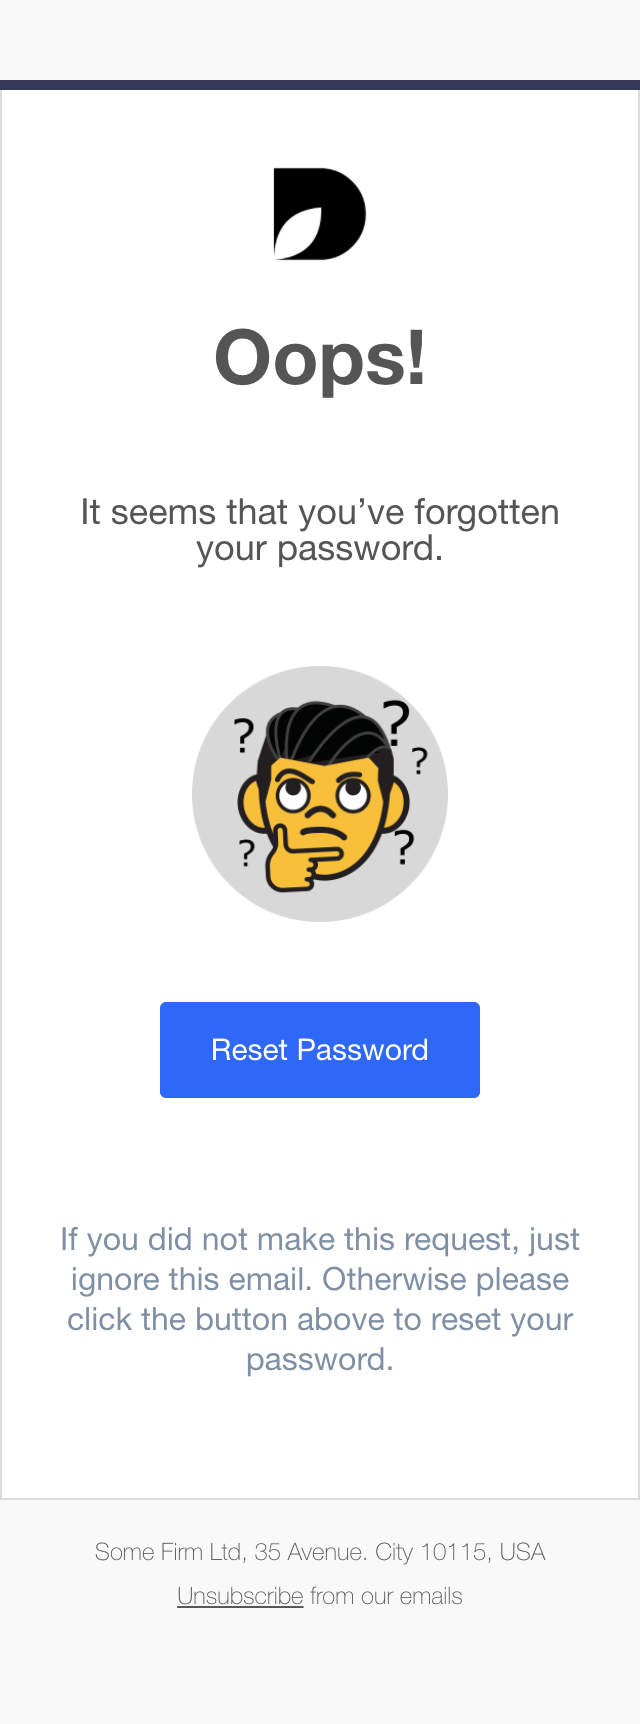 Oops!
It seems that you’ve forgotten
your password.
?
?
?
?
?
Reset Password
If you did not make this request, just
ignore this email. Otherwise please
click the button above to reset your
password.
Some Firm Ltd, 35 Avenue. City 10115, USA
Unsubscribe from our emails